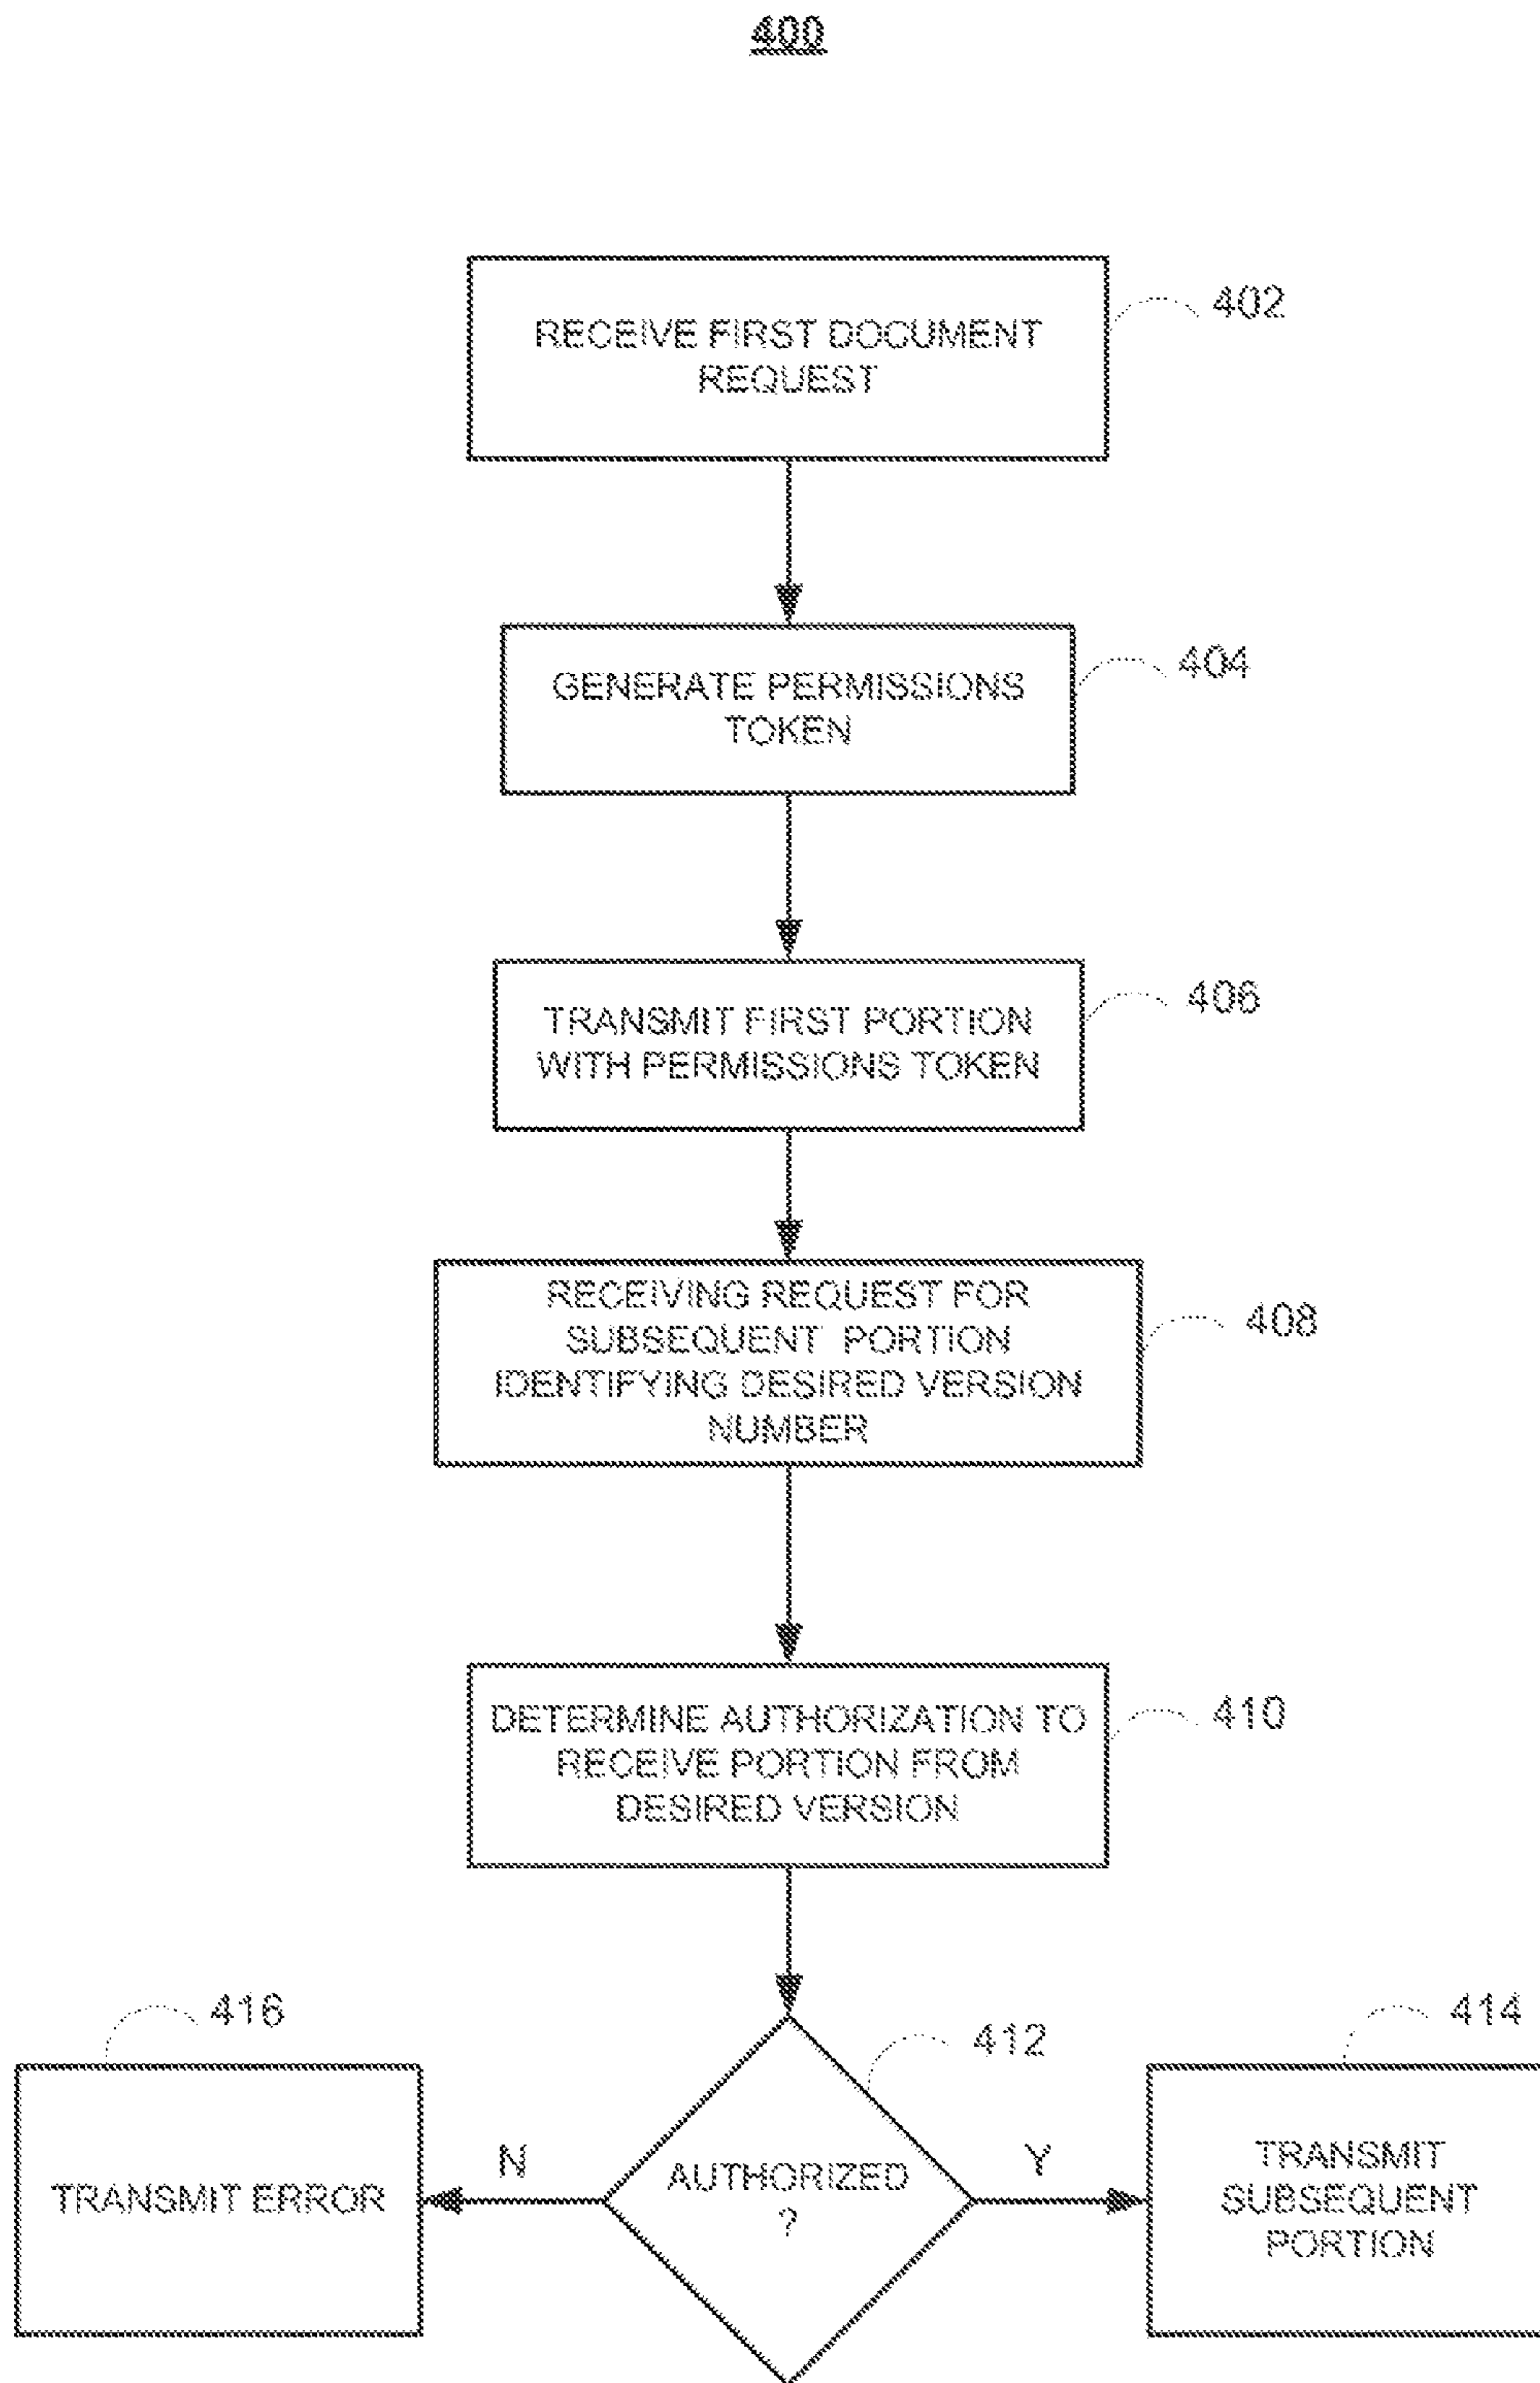 400
RECEIVE FIRST DOCUMENT
REQUEST
402
GENERATE PERMISSIONS
TOKEN
404
TRANSMIT FIRST PORTION
WITH PERMISSIONS TOKEN
406
RECEIVING REQUEST FOR
SUBSEQUENT PORTION
IDENTIFYING DESIRED VERSION
NUMBER
408
DETERMINE AUTHORIZATION TO
RECEIVE PORTION FROM
DESIRED VERSION
410
416
412
414
TRANSMIT ERROR
N
AUTHORIZED
?
Y
TRANSMIT
SUBSEQUENT
PORTION